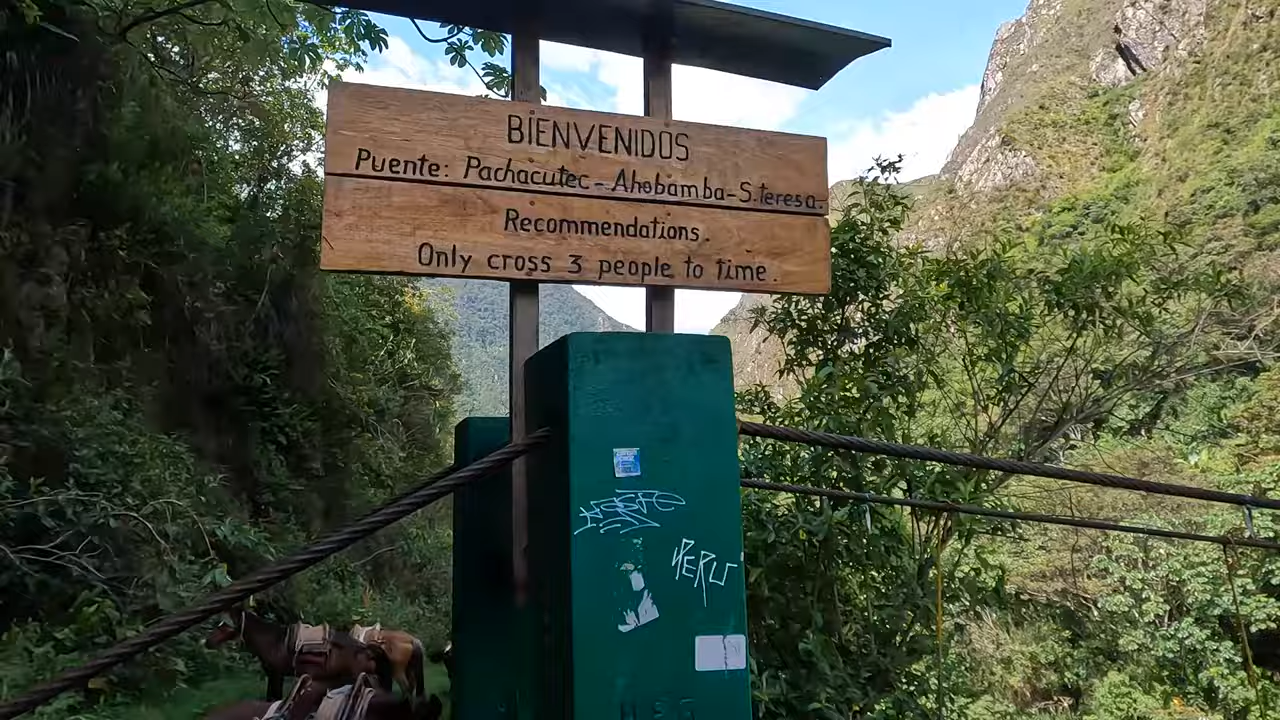 BIENVENIDOS
Puente: Pachacutec - Ahobamba - S.teresa.
Recommendations.
Only cross 3 people to time.
PERU